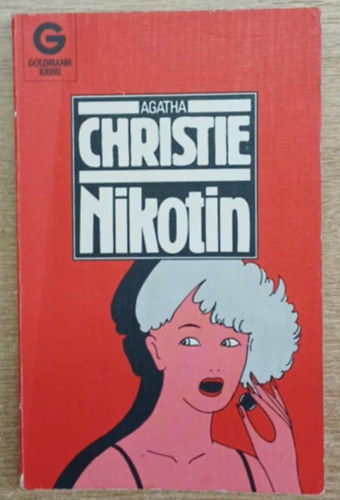 G
GOLDMANN
KRIMI
AGATHA
CHRISTIE
Nikotin